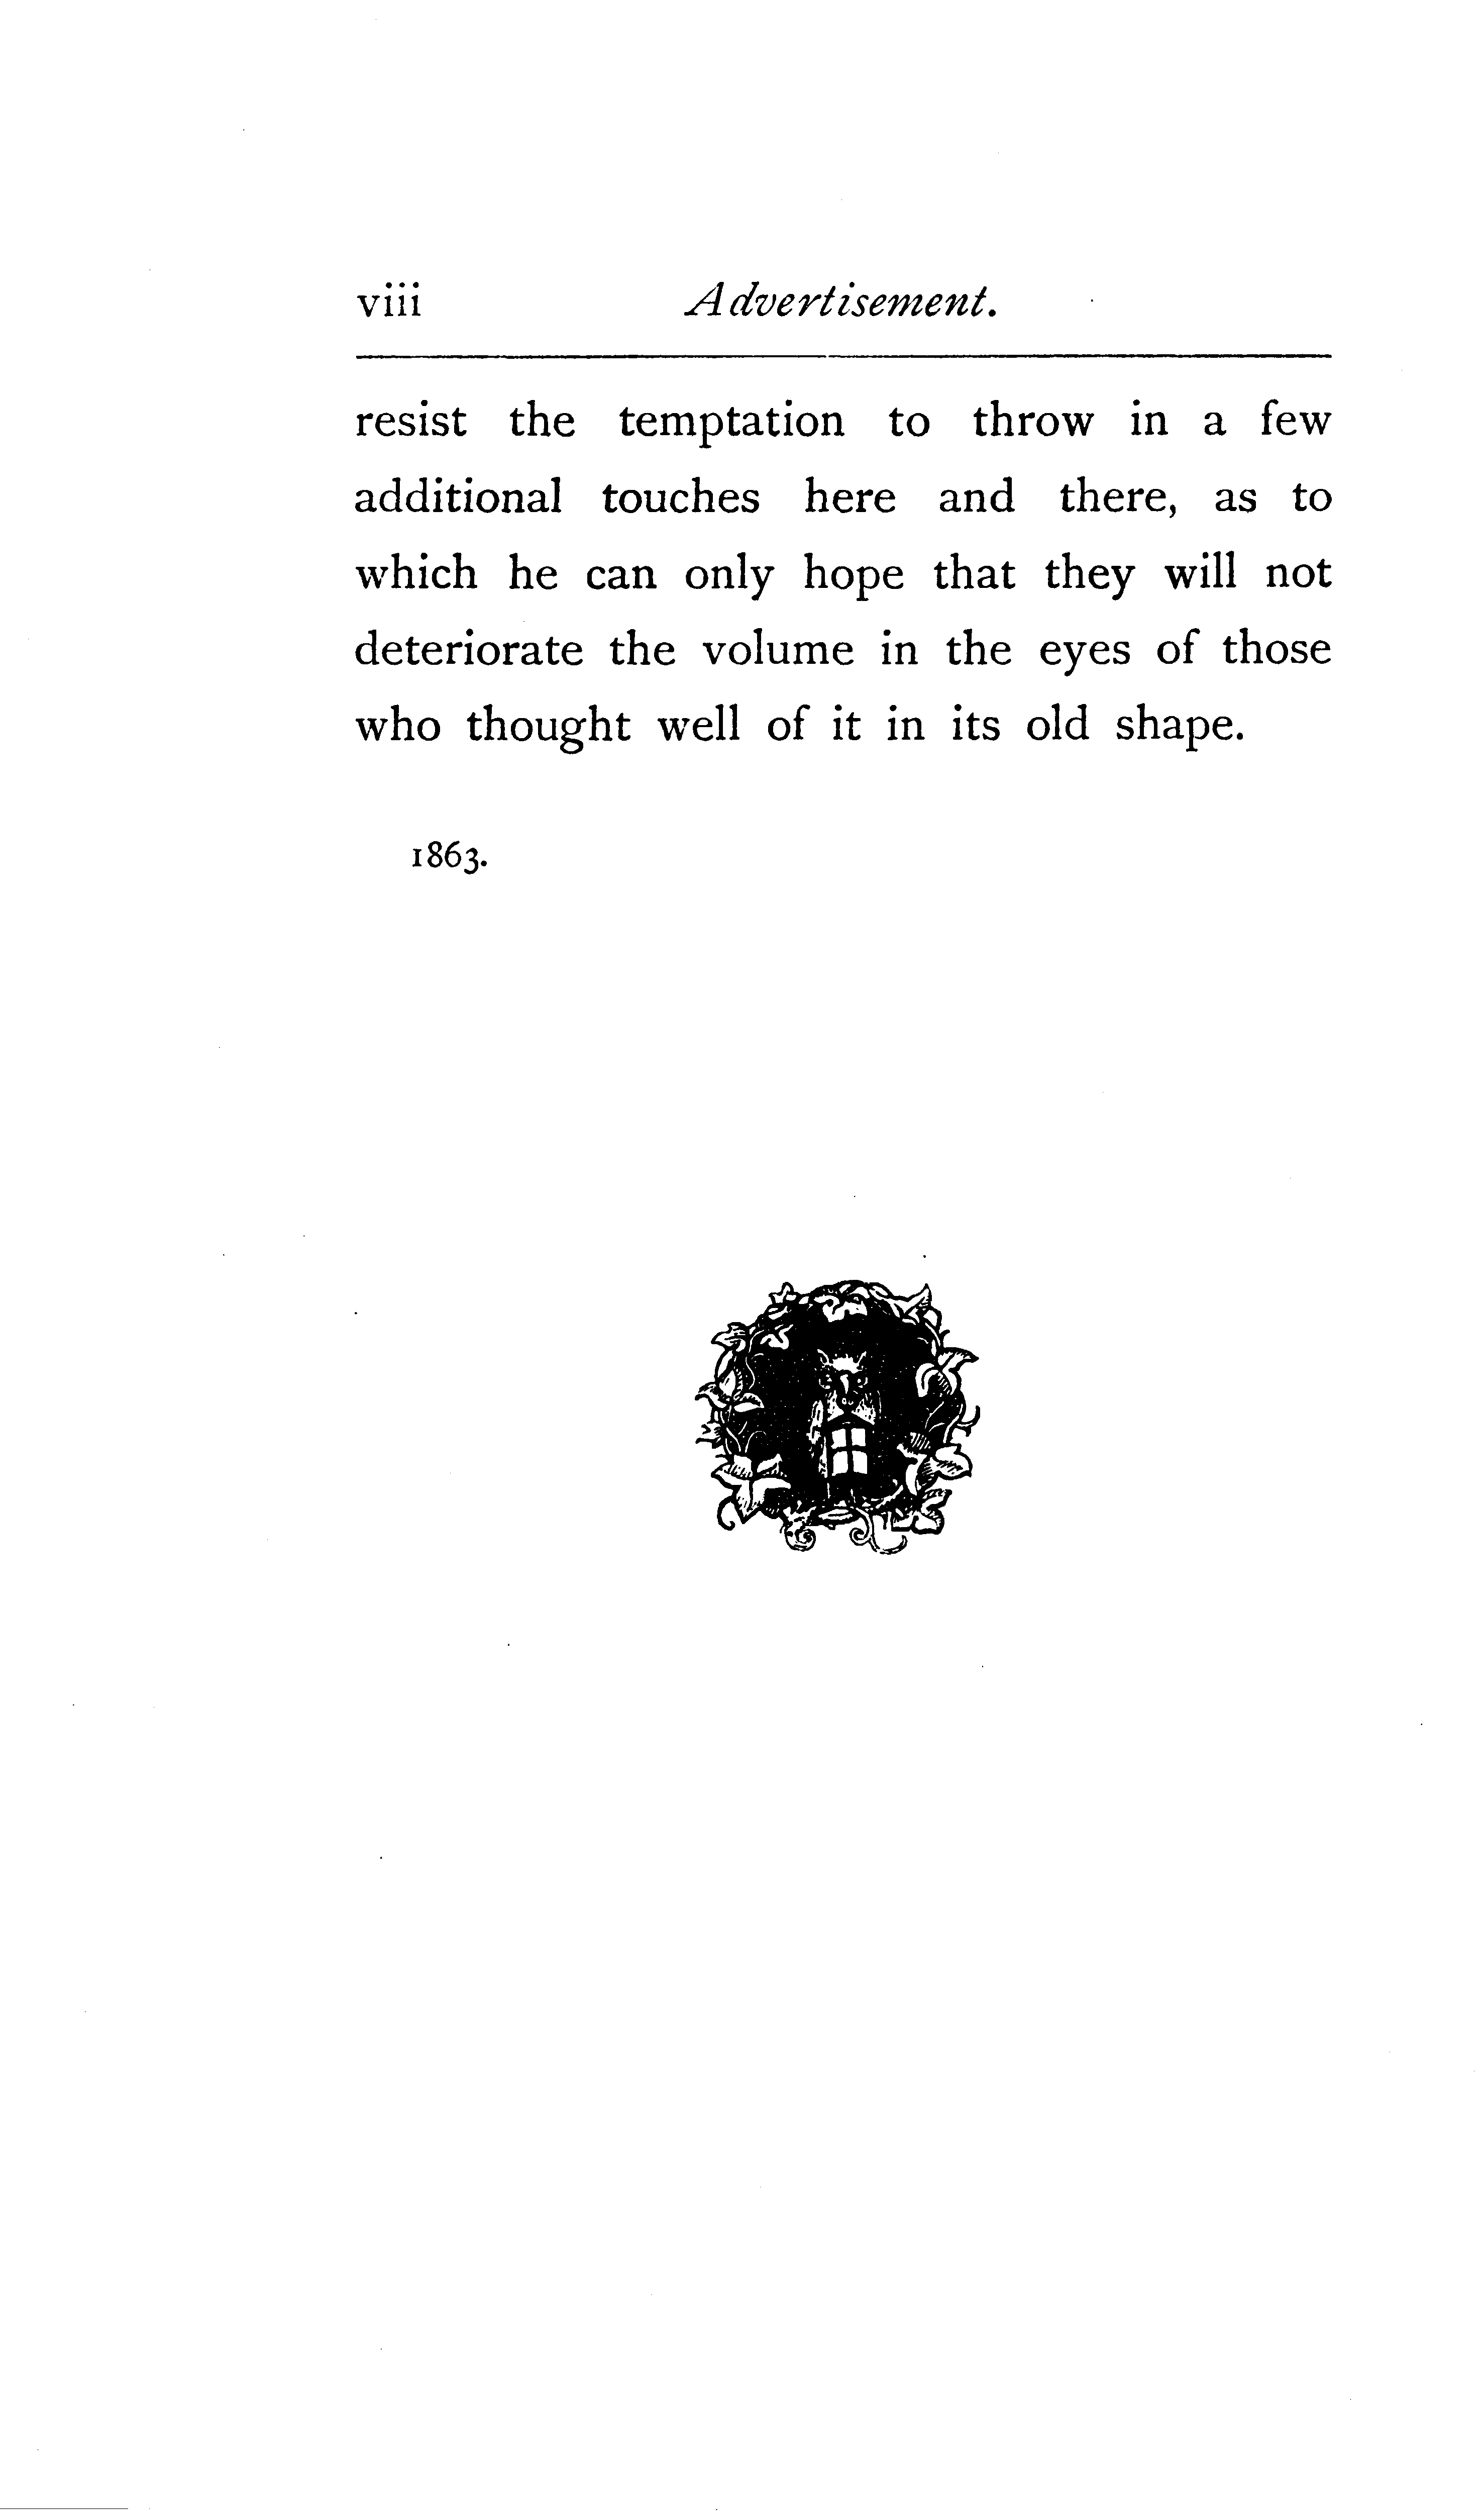 viii Advertisement.
resist the temptation to throw in a few
additional touches here and there, as to
which he can only hope that they will not
deteriorate the volume in the eyes of those
who thought well of it in its old shape.
1863.